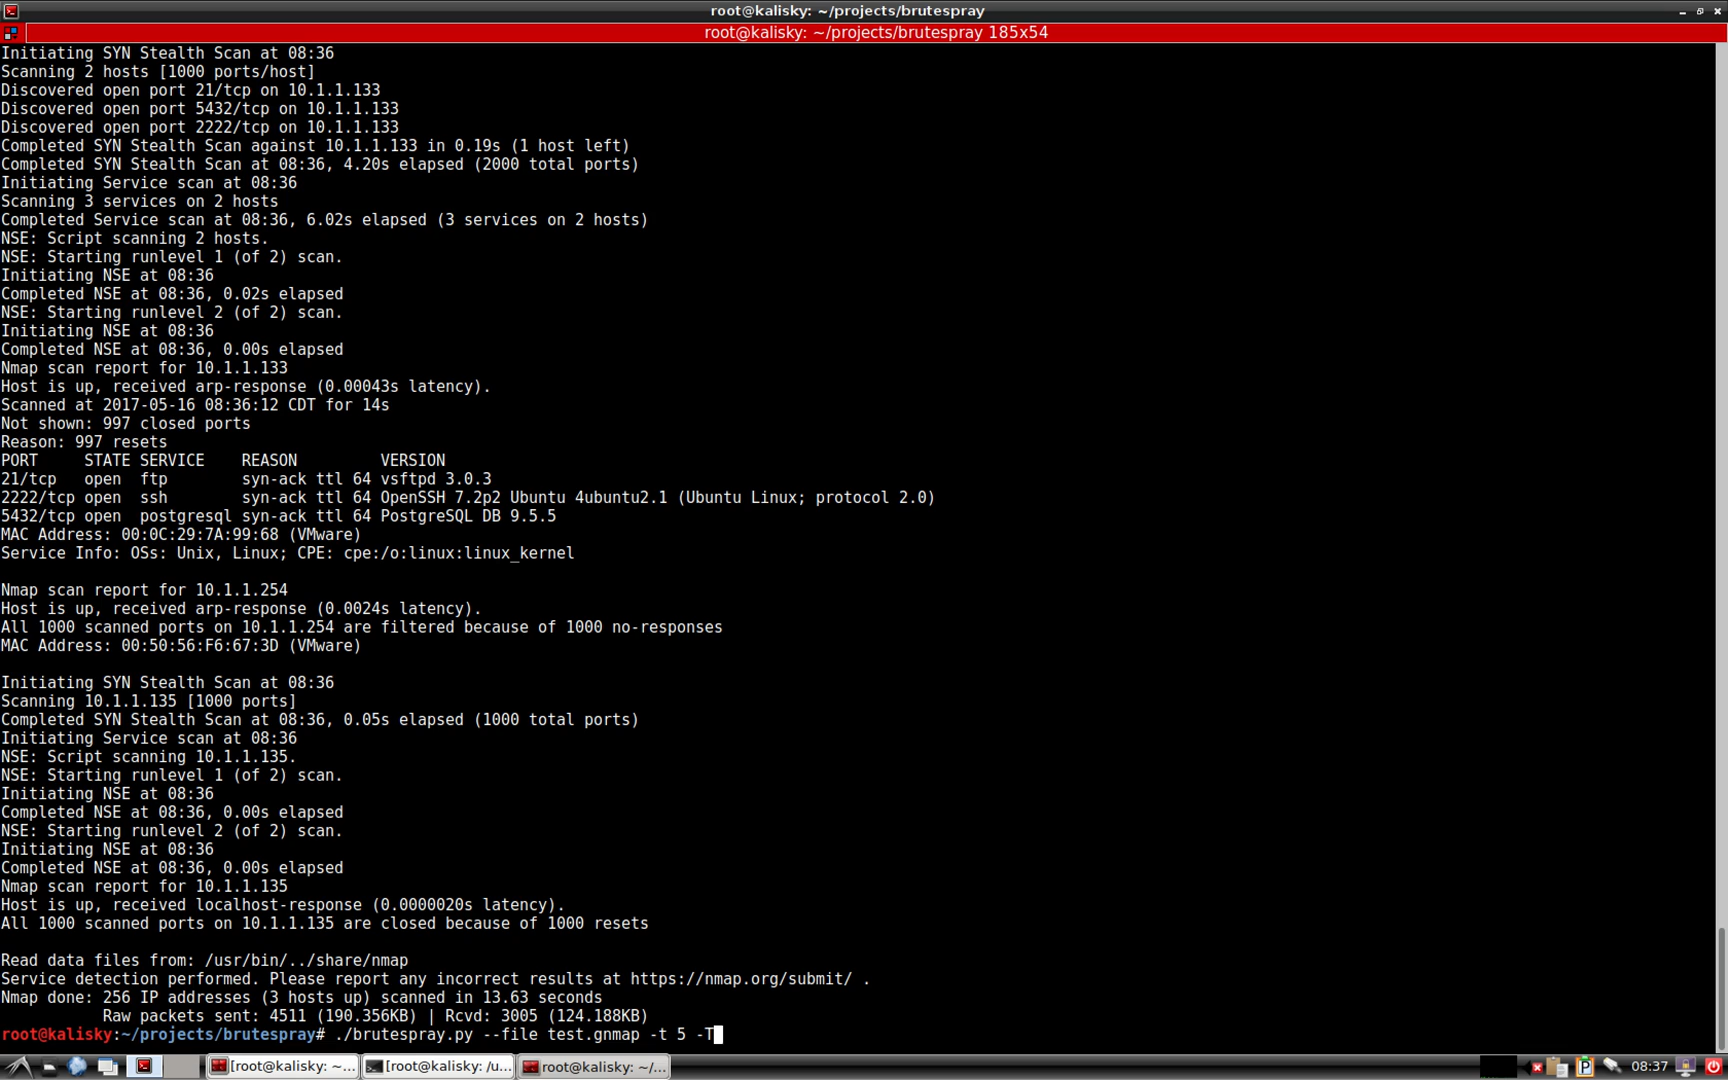 root@kalisky: ~/projects/brutespray
root@kalisky: ~/projects/brutespray 185x54
Initiating SYN Stealth Scan at 08:36
Scanning 2 hosts [1000 ports/host]
Discovered open port 21/tcp on 10.1.1.133
Discovered open port 5432/tcp on 10.1.1.133
Discovered open port 2222/tcp on 10.1.1.133
Completed SYN Stealth Scan against 10.1.1.133 in 0.19s (1 host left)
Completed SYN Stealth Scan at 08:36, 4.20s elapsed (2000 total ports)
Initiating Service scan at 08:36
Scanning 3 services on 2 hosts
Completed Service scan at 08:36, 6.02s elapsed (3 services on 2 hosts)
NSE: Script scanning 2 hosts.
NSE: Starting runlevel 1 (of 2) scan.
Initiating NSE at 08:36
Completed NSE at 08:36, 0.02s elapsed
NSE: Starting runlevel 2 (of 2) scan.
Initiating NSE at 08:36
Completed NSE at 08:36, 0.00s elapsed
Nmap scan report for 10.1.1.133
Host is up, received arp-response (0.00043s latency).
Scanned at 2017-05-16 08:36:12 CDT for 14s
Not shown: 997 closed ports
Reason: 997 resets
PORT     STATE SERVICE    REASON         VERSION
21/tcp   open  ftp        syn-ack ttl 64 vsftpd 3.0.3
2222/tcp open  ssh        syn-ack ttl 64 OpenSSH 7.2p2 Ubuntu 4ubuntu2.1 (Ubuntu Linux; protocol 2.0)
5432/tcp open  postgresql syn-ack ttl 64 PostgreSQL DB 9.5.5
MAC Address: 00:0C:29:7A:99:68 (VMware)
Service Info: OSs: Unix, Linux; CPE: cpe:/o:linux:linux_kernel
Nmap scan report for 10.1.1.254
Host is up, received arp-response (0.0024s latency).
All 1000 scanned ports on 10.1.1.254 are filtered because of 1000 no-responses
MAC Address: 00:50:56:F6:67:3D (VMware)
Initiating SYN Stealth Scan at 08:36
Scanning 10.1.1.135 [1000 ports]
Completed SYN Stealth Scan at 08:36, 0.05s elapsed (1000 total ports)
Initiating Service scan at 08:36
NSE: Script scanning 10.1.1.135.
NSE: Starting runlevel 1 (of 2) scan.
Initiating NSE at 08:36
Completed NSE at 08:36, 0.00s elapsed
NSE: Starting runlevel 2 (of 2) scan.
Initiating NSE at 08:36
Completed NSE at 08:36, 0.00s elapsed
Nmap scan report for 10.1.1.135
Host is up, received localhost-response (0.0000020s latency).
All 1000 scanned ports on 10.1.1.135 are closed because of 1000 resets
Read data files from: /usr/bin/../share/nmap
Service detection performed. Please report any incorrect results at https://nmap.org/submit/ .
Nmap done: 256 IP addresses (3 hosts up) scanned in 13.63 seconds
           Raw packets sent: 4511 (190.356KB) | Rcvd: 3005 (124.188KB)
root@kalisky:~/projects/brutespray# ./brutespray.py --file test.gnmap -t 5 -T
[root@kalisky: ~... [root@kalisky: /u... root@kalisky: ~/... 08:37